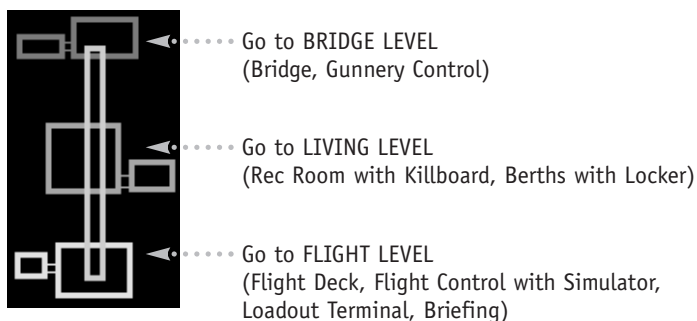 Go to BRIDGE LEVEL
(Bridge, Gunnery Control)
Go to LIVING LEVEL
(Rec Room with Killboard, Berths with Locker)
Go to FLIGHT LEVEL
(Flight Deck, Flight Control with Simulator,
Loadout Terminal, Briefing)